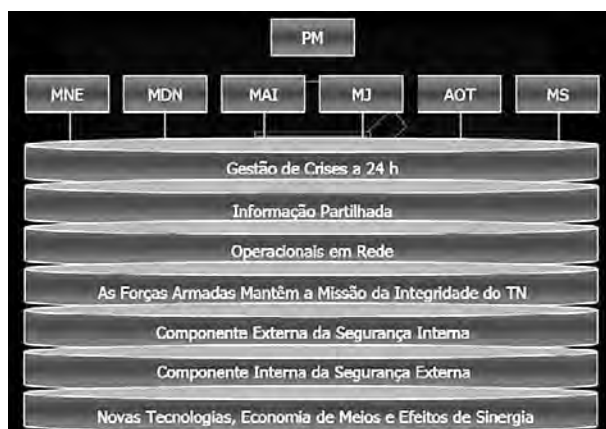 PM
MNE MDN MAI MJ AOT MS
Gestão de Crises a 24 h
Informação Partilhada
Operacionais em Rede
As Forças Armadas Mantêm a Missão da Integridade do TN
Componente Externa da Segurança Interna
Componente Interna da Segurança Externa
Novas Tecnologias, Economia de Meios e Efeitos de Sinergia